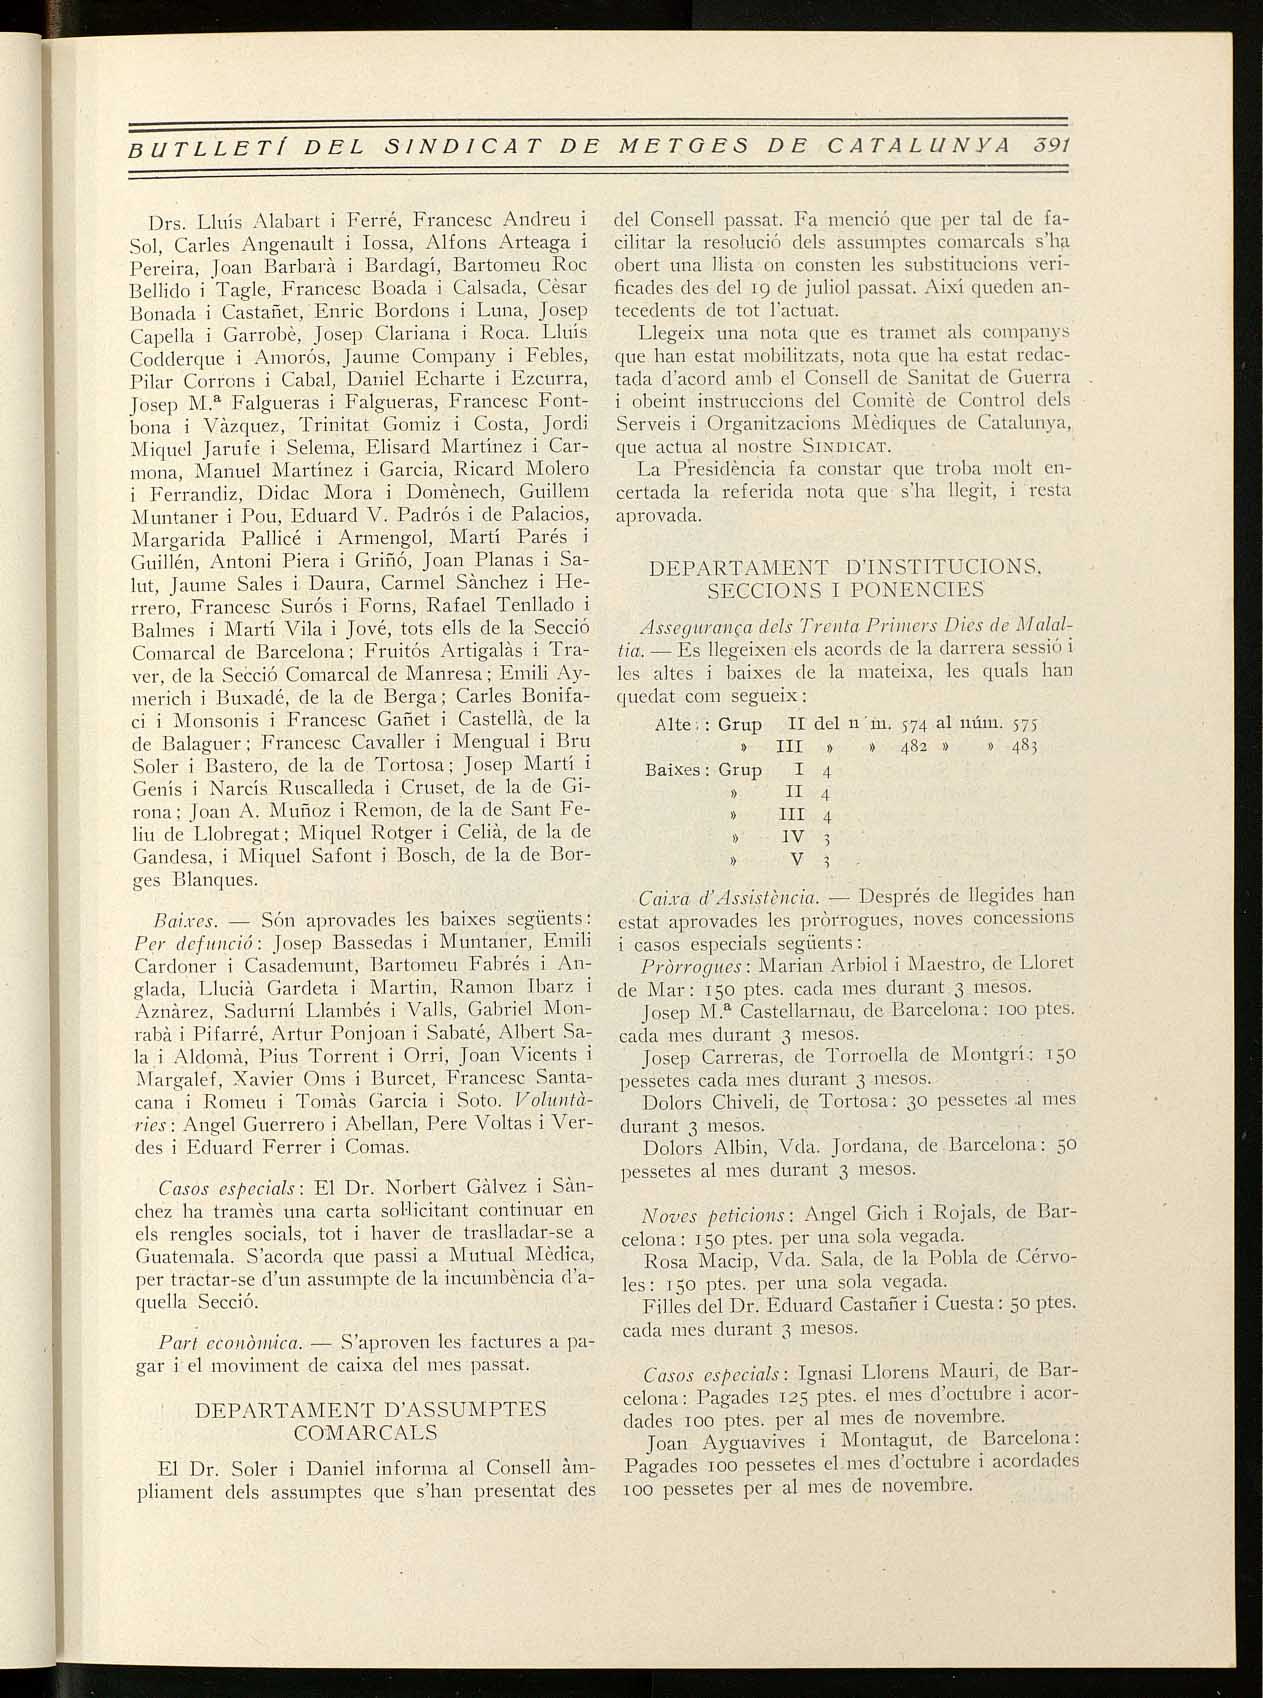 BUTLLETÍ DEL SINDICAT DE METGES DE CATALUNYA 391
Drs. Lluís Alabart i Ferré, Francesc Andreu i
Sol, Carles Angenault i Iossa, Alfons Arteaga i
Pereira, Joan Barbarà i Bardagí, Bartomeu Roc
Bellido i Tagle, Francesc Boada i Calsada, Cèsar
Bonada i Castañet, Enric Bordons i Luna, Josep
Capella i Garrobè, Josep Clariana i Roca. Lluís
Codderque i Amorós, Jaume Company i Febles,
Pilar Corrons i Cabal, Daniel Echarte i Ezcurra,
Josep M.ª Falgueras i Falgueras, Francesc Font-
bona i Vàzquez, Trinitat Gomiz i Costa, Jordi
Miquel Jarufe i Selema, Elisard Martínez i Car-
mona, Manuel Martínez i Garcia, Ricard Molero
i Ferrandiz, Didac Mora i Domènech, Guillem
Muntaner i Pou, Eduard V. Padrós i de Palacios,
Margarida Pallicé i Armengol, Martí Parés i
Guillén, Antoni Piera i Griñó, Joan Planas i Sa-
lut, Jaume Sales i Daura, Carmel Sànchez i He-
rrero, Francesc Surós i Forns, Rafael Tenllado i
Balmes i Martí Vila i Jové, tots ells de la Secció
Comarcal de Barcelona; Fruitós Artigalàs i Tra-
ver, de la Secció Comarcal de Manresa; Emili Ay-
merich i Buxadé, de la de Berga; Carles Bonifa-
ci i Monsonis i Francesc Gañet i Castellà, de la
de Balaguer; Francesc Cavaller i Mengual i Bru
Soler i Bastero, de la de Tortosa; Josep Martí i
Genís i Narcís Ruscalleda i Cruset, de la de Gi-
rona; Joan A. Muñoz i Remon, de la de Sant Fe-
liu de Llobregat; Miquel Rotger i Celià, de la de
Gandesa, i Miquel Safont i Bosch, de la de Bor-
ges Blanques.
Baixes. — Són aprovades les baixes següents:
Per defunció: Josep Bassedas i Muntaner, Emili
Cardoner i Casademunt, Bartomeu Fabrés i An-
glada, Llucià Gardeta i Martin, Ramon Ibarz i
Aznàrez, Sadurní Llambés i Valls, Gabriel Mon-
rabà i Pifarré, Artur Ponjoan i Sabaté, Albert Sa-
la i Aldomà, Pius Torrent i Orri, Joan Vicents i
Margalef, Xavier Oms i Burcet, Francesc Santa-
cana i Romeu i Tomàs Garcia i Soto. Voluntà-
ries: Angel Guerrero i Abellan, Pere Voltas i Ver-
des i Eduard Ferrer i Comas.
Casos especials: El Dr. Norbert Gàlvez i Sàn-
chez ha tramès una carta sol·licitant continuar en
els rengles socials, tot i haver de traslladar-se a
Guatemala. S'acorda que passi a Mutual Mèdica,
per tractar-se d'un assumpte de la incumbència d'a-
quella Secció.
Part econòmica. — S'aproven les factures a pa-
gar i el moviment de caixa del mes passat.
DEPARTAMENT D'ASSUMPTES
COMARCALS
El Dr. Soler i Daniel informa al Consell àm-
pliament dels assumptes que s'han presentat des
del Consell passat. Fa menció que per tal de fa-
cilitar la resolució dels assumptes comarcals s'ha
obert una llista on consten les substitucions veri-
ficades des del 19 de juliol passat. Així queden an-
tecedents de tot l'actuat.
Llegeix una nota que es tramet als companys
que han estat mobilitzats, nota que ha estat redac-
tada d'acord amb el Consell de Sanitat de Guerra
i obeint instruccions del Comitè de Control dels
Serveis i Organitzacions Mèdiques de Catalunya,
que actua al nostre SINDICAT.
La Presidència fa constar que troba molt en-
certada la referida nota que s'ha llegit, i resta
aprovada.
DEPARTAMENT D'INSTITUCIONS,
SECCIONS I PONENCIES
Assegurança dels Trenta Primers Dies de Malal-
tia. — Es llegeixen els acords de la darrera sessió i
les altes i baixes de la mateixa, les quals han
quedat com segueix:
Alte : Grup II del n m. 574 al núm. 575
» III » » 482 » » 483
Baixes: Grup I 4
» II 4
» III 4
» IV 3
» V 3
Caixa d'Assistència. — Després de llegides han
estat aprovades les pròrrogues, noves concessions
i casos especials següents:
Pròrrogues: Marian Arbiol i Maestro, de Lloret
de Mar: 150 ptes. cada mes durant 3 mesos.
Josep M.ª Castellarnau, de Barcelona: 100 ptes.
cada mes durant 3 mesos.
Josep Carreras, de Torroella de Montgrí: 150
pessetes cada mes durant 3 mesos.
Dolors Chiveli, de Tortosa: 30 pessetes al mes
durant 3 mesos.
Dolors Albin, Vda. Jordana, de Barcelona: 50
pessetes al mes durant 3 mesos.
Noves peticions: Angel Gich i Rojals, de Bar-
celona: 150 ptes. per una sola vegada.
Rosa Macip, Vda. Sala, de la Pobla de Cérvo-
les: 150 ptes. per una sola vegada.
Filles del Dr. Eduard Castañer i Cuesta: 50 ptes.
cada mes durant 3 mesos.
Casos especials: Ignasi Llorens Mauri, de Bar-
celona: Pagades 125 ptes. el mes d'octubre i acor-
dades 100 ptes. per al mes de novembre.
Joan Ayguavives i Montagut, de Barcelona:
Pagades 100 pessetes el mes d'octubre i acordades
100 pessetes per al mes de novembre.